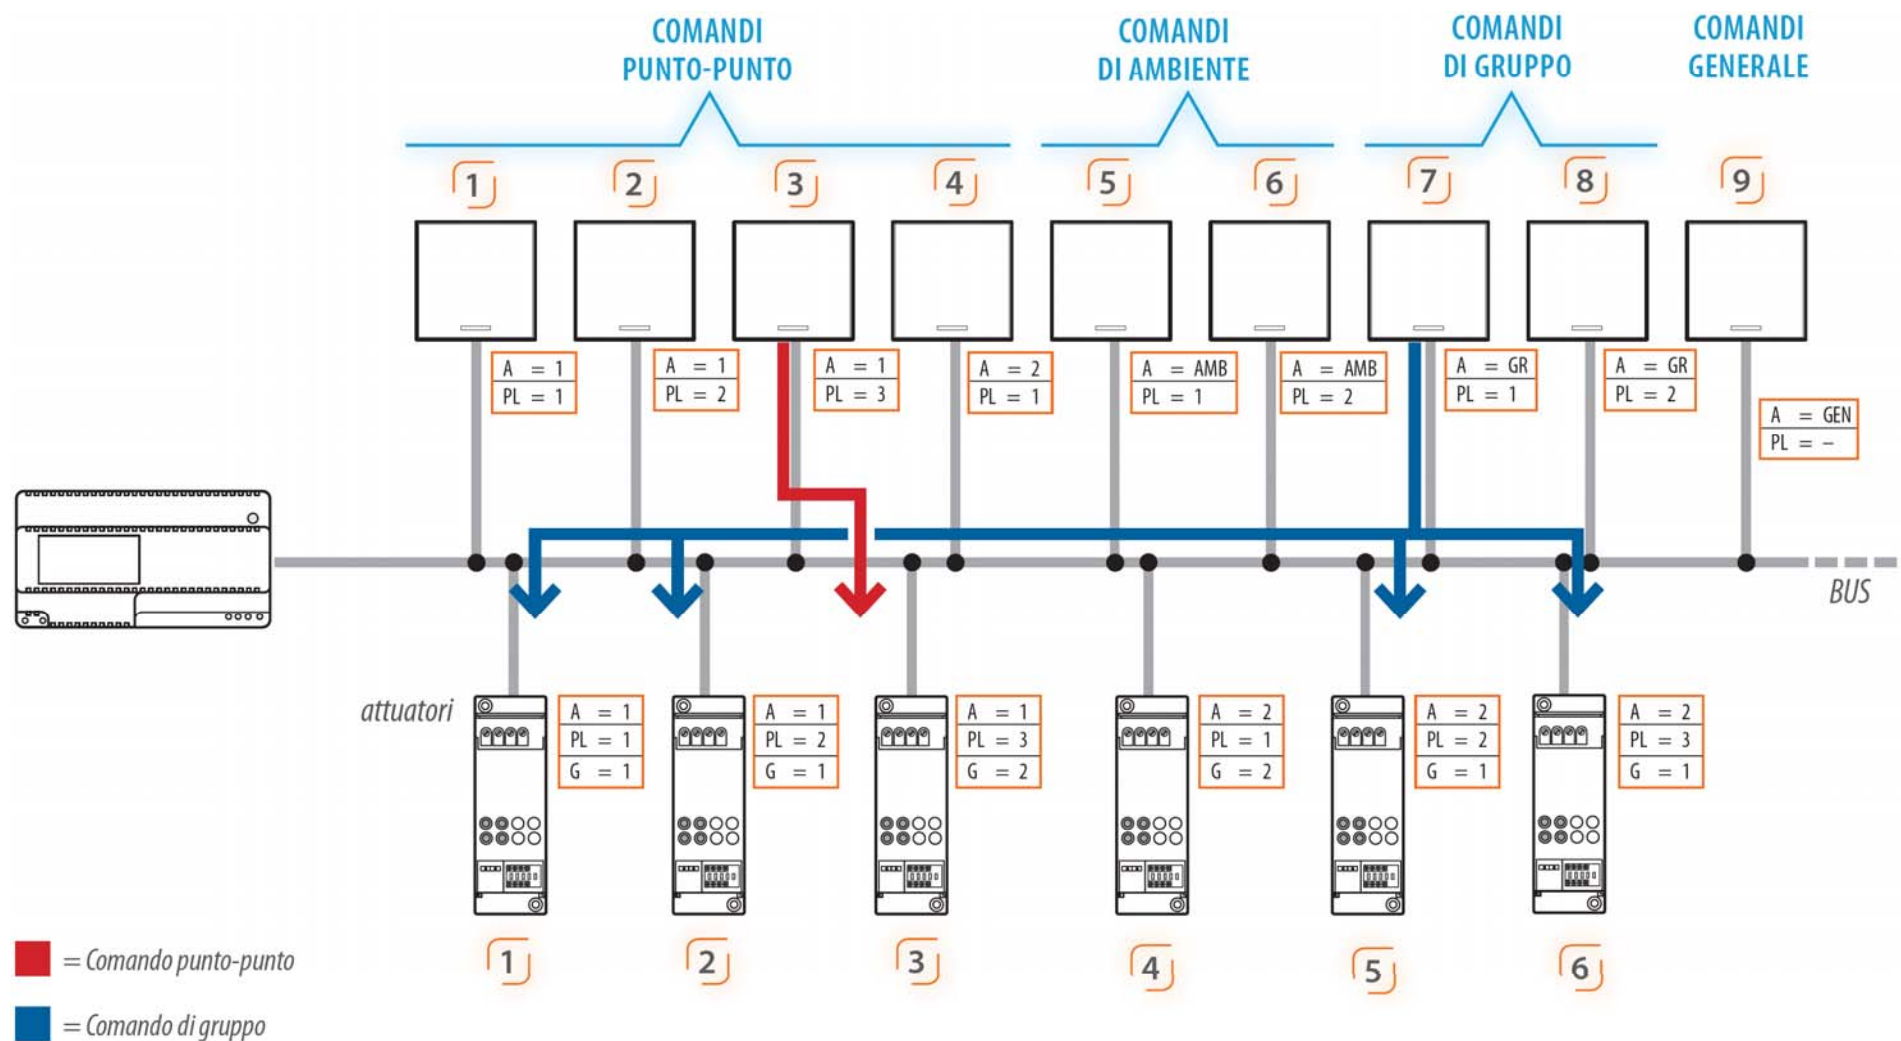 COMANDI
PUNTO-PUNTO
COMANDI
DI AMBIENTE
COMANDI
DI GRUPPO
COMANDI
GENERALE
1
2
3
4
5
6
7
8
9
A = 1
PL = 1
A = 1
PL = 2
A = 1
PL = 3
A = 2
PL = 1
A = AMB
PL = 1
A = AMB
PL = 2
A = GR
PL = 1
A = GR
PL = 2
A = GEN
PL = –
BUS
attuatori
A = 1
PL = 1
G = 1
A = 1
PL = 2
G = 1
A = 1
PL = 3
G = 2
A = 2
PL = 1
G = 2
A = 2
PL = 2
G = 1
A = 2
PL = 3
G = 1
1
2
3
4
5
6
= Comando punto-punto
= Comando di gruppo